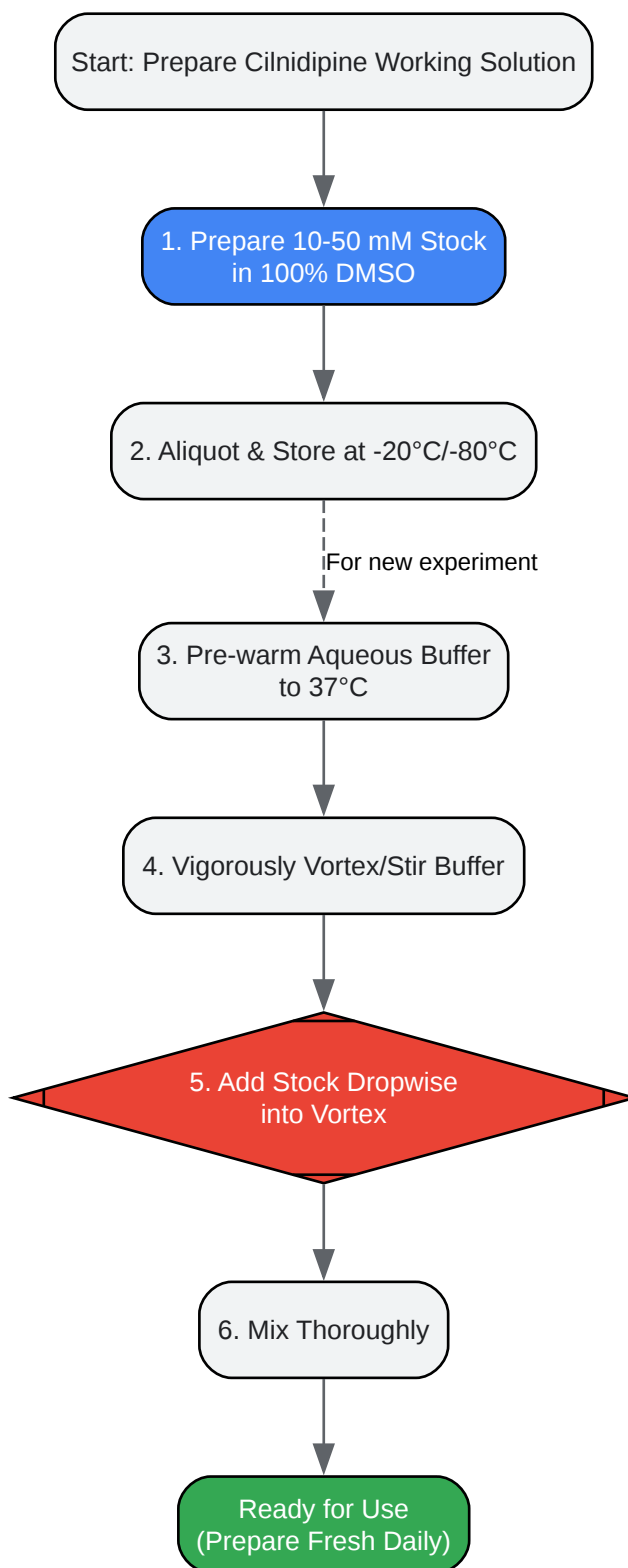 Start: Prepare Cilnidipine Working Solution
1. Prepare 10-50 mM Stock
in 100% DMSO
2. Aliquot & Store at -20°C/-80°C
For new experiment
3. Pre-warm Aqueous Buffer
to 37°C
4. Vigorously Vortex/Stir Buffer
5. Add Stock Dropwise
into Vortex
6. Mix Thoroughly
Ready for Use
(Prepare Fresh Daily)